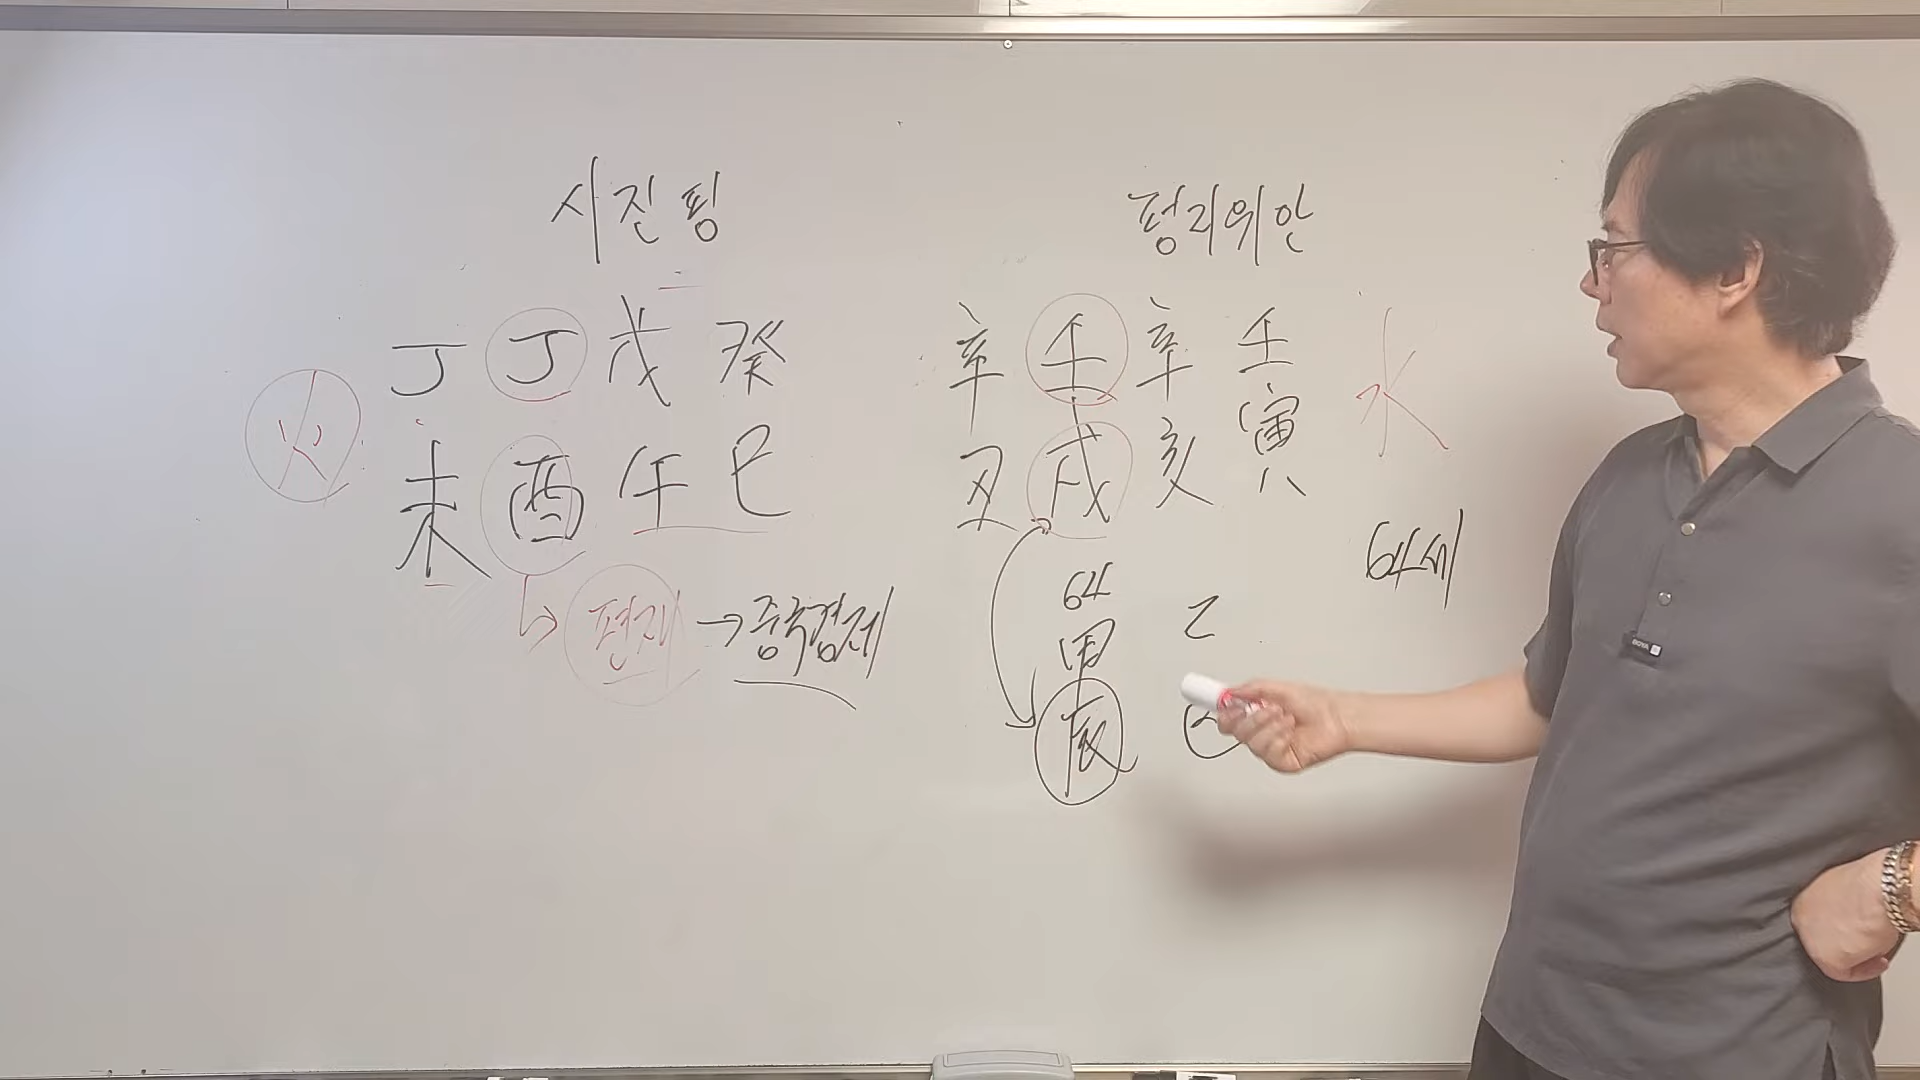 시진핑
丁 丁 戊 癸
未 酉 午 巳
火
편재 → 중국경제
펑리위안
辛 壬 辛 壬
丑 戌 亥 寅
水
64세
64
甲 乙
辰